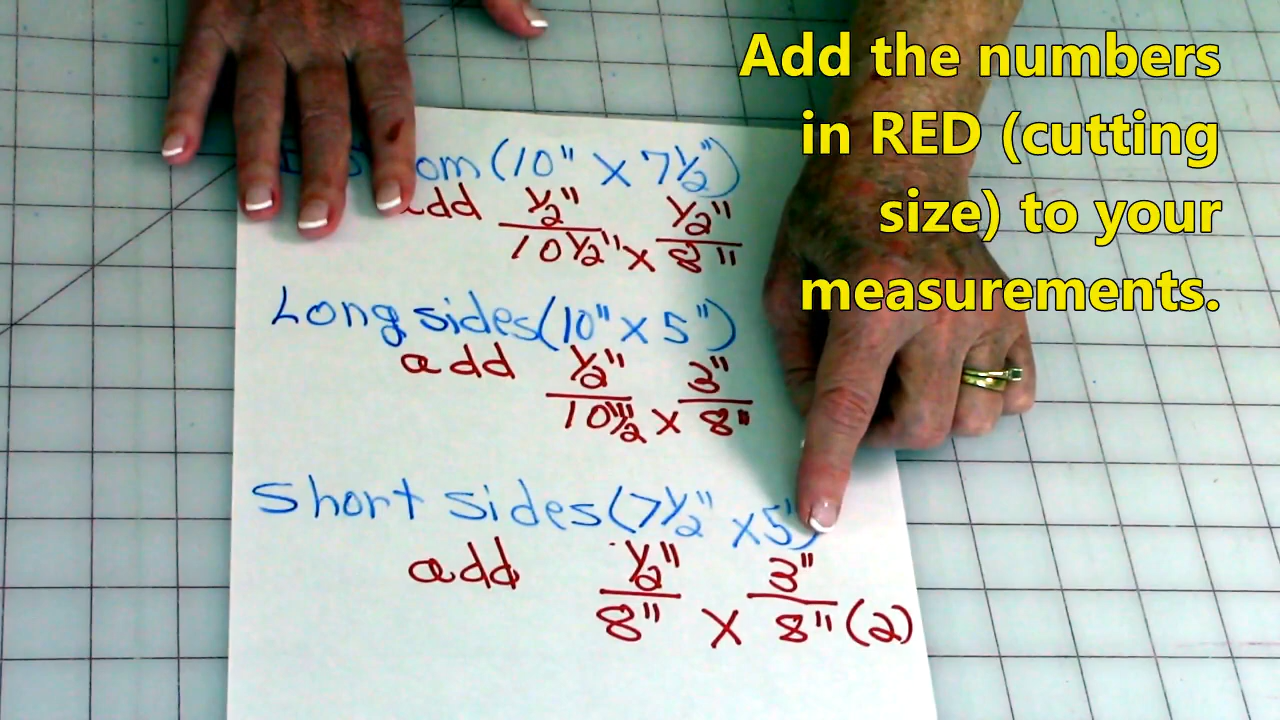 Add the numbers
in RED (cutting
size) to your
measurements.
(10" X 7½")
add ½" ½"
10½" X 8"
Long sides (10" X 5")
add ½" 3"
10½" X 8"
Short sides (7½" X 5")
add ½" 3"
8" X 8" (2)